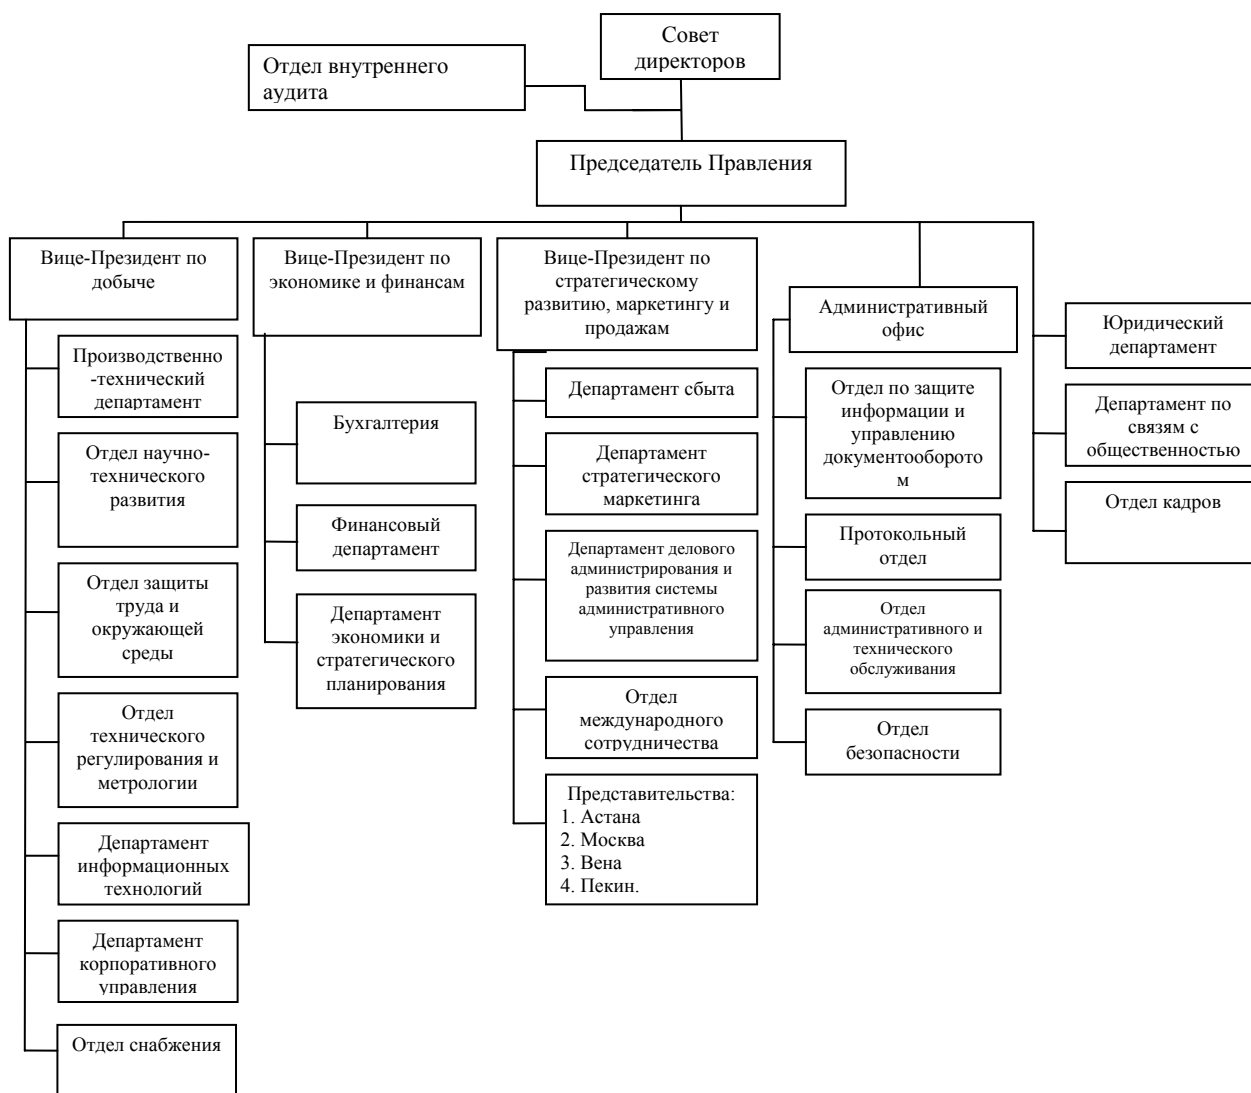 Совет
директоров
Отдел внутреннего
аудита
Председатель Правления
Вице-Президент по
добыче
Производственно
-технический
департамент
Отдел научно-
технического
развития
Отдел защиты
труда и
окружающей
среды
Отдел
технического
регулирования и
метрологии
Департамент
информационных
технологий
Департамент
корпоративного
управления
Отдел снабжения
Вице-Президент по
экономике и финансам
Бухгалтерия
Финансовый
департамент
Департамент
экономики и
стратегического
планирования
Вице-Президент по
стратегическому
развитию, маркетингу и
продажам
Департамент сбыта
Департамент
стратегического
маркетинга
Департамент делового
администрирования и
развития системы
административного
управления
Отдел
международного
сотрудничества
Представительства:
1. Астана
2. Москва
3. Вена
4. Пекин.
Административный
офис
Отдел по защите
информации и
управлению
документооборото
м
Протокольный
отдел
Отдел
административного и
технического
обслуживания
Отдел
безопасности
Юридический
департамент
Департамент по
связям с
общественностью
Отдел кадров